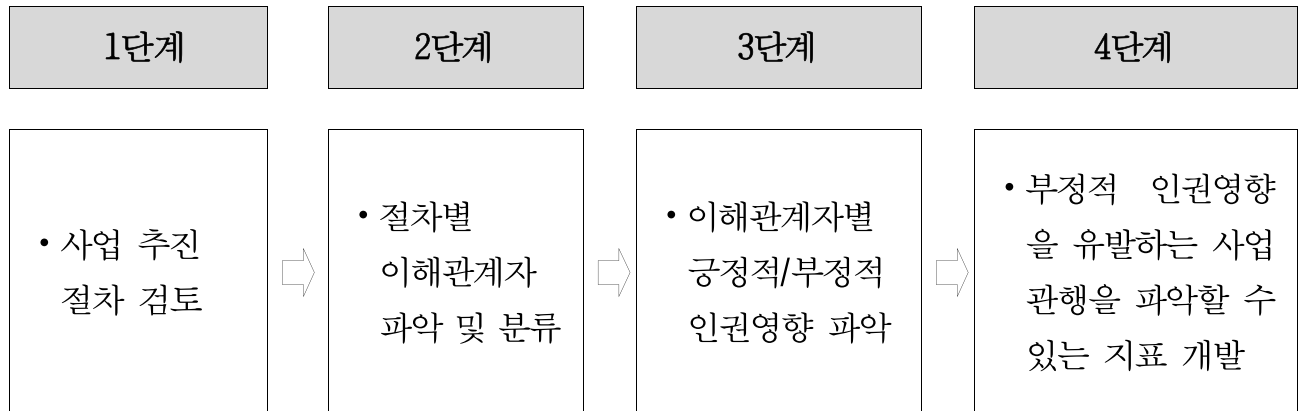 1단계
2단계
3단계
4단계
• 사업 추진
절차 검토
• 절차별
이해관계자
파악 및 분류
• 이해관계자별
긍정적/부정적
인권영향 파악
• 부정적 인권영향
을 유발하는 사업
관행을 파악할 수
있는 지표 개발